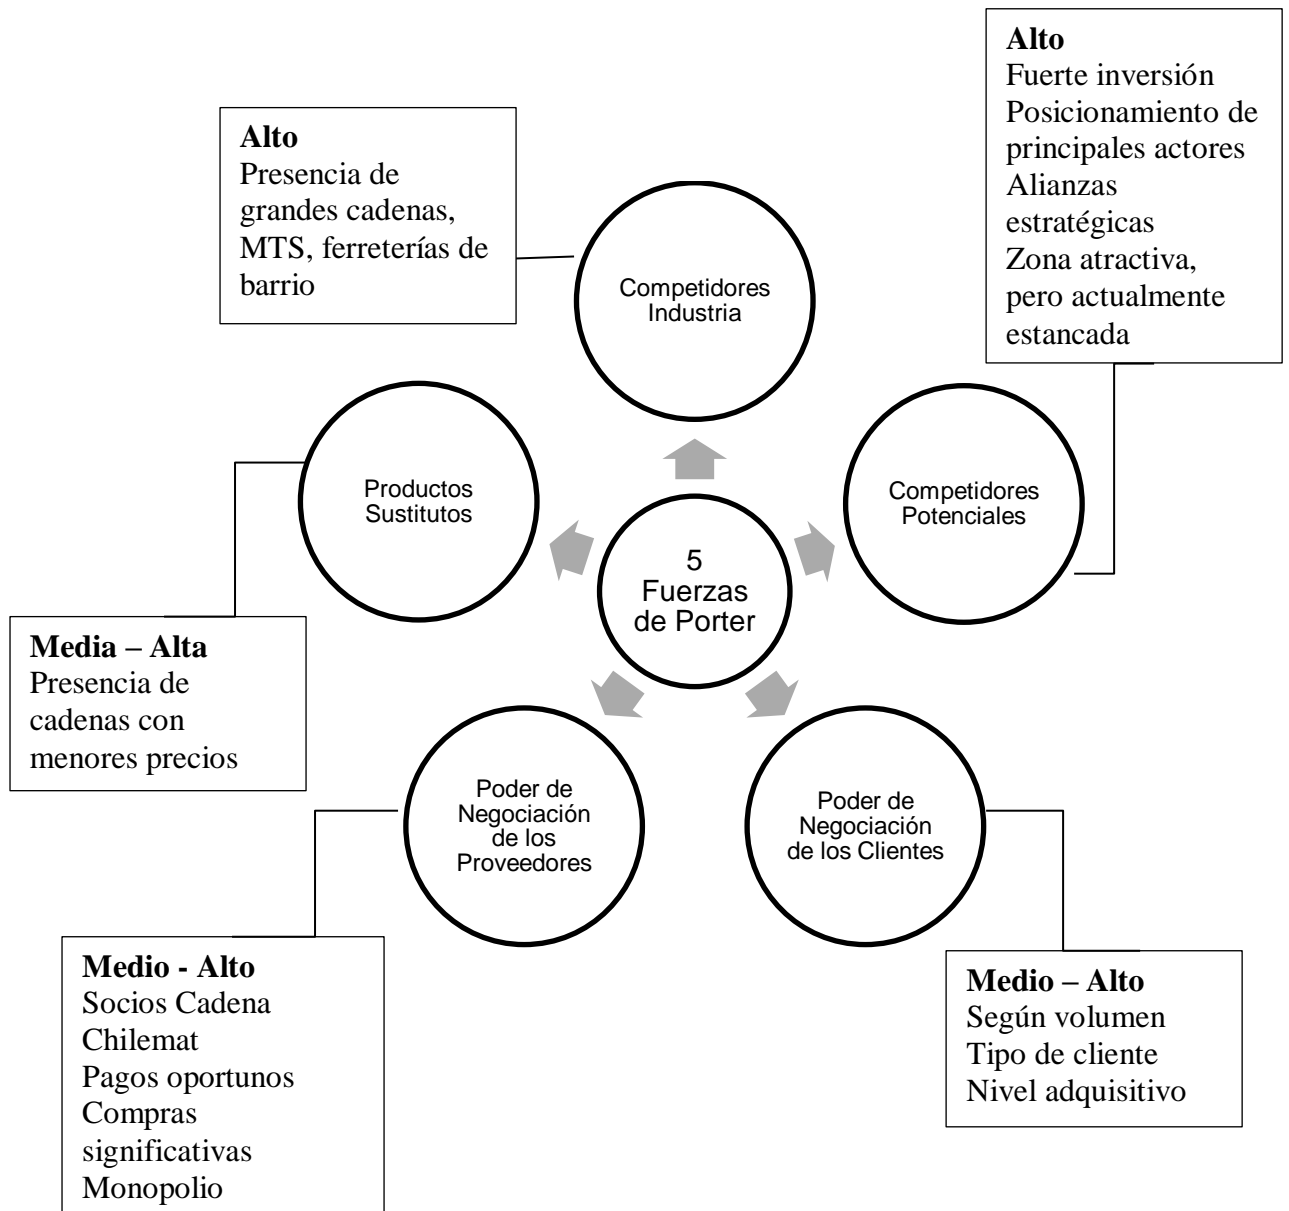 Alto
Fuerte inversión
Posicionamiento de
principales actores
Alianzas
estratégicas
Zona atractiva,
pero actualmente
estancada
Alto
Presencia de
grandes cadenas,
MTS, ferreterías de
barrio
Competidores
Industria
Productos
Sustitutos
Competidores
Potenciales
5
Fuerzas
de Porter
Media – Alta
Presencia de
cadenas con
menores precios
Poder de
Negociación
de los
Proveedores
Poder de
Negociación
de los Clientes
Medio - Alto
Socios Cadena
Chilemat
Pagos oportunos
Compras
significativas
Monopolio
Medio – Alto
Según volumen
Tipo de cliente
Nivel adquisitivo